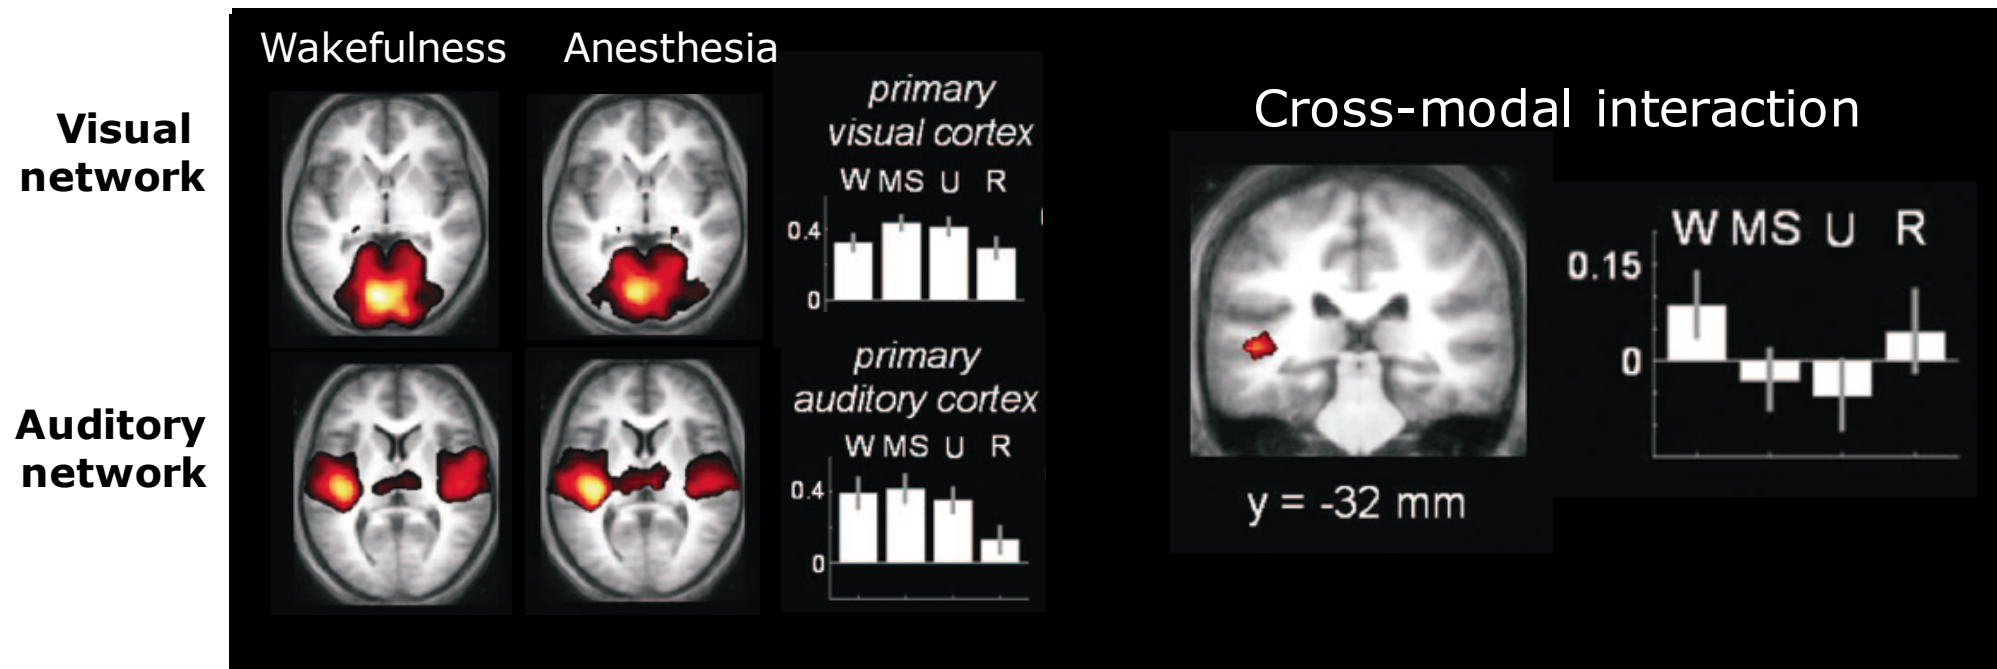 Wakefulness
Anesthesia
Visual
network
primary
visual cortex
W MS U R
0.4
0
Auditory
network
primary
auditory cortex
W MS U R
0.4
0
Cross-modal interaction
y = -32 mm
W MS U R
0.15
0